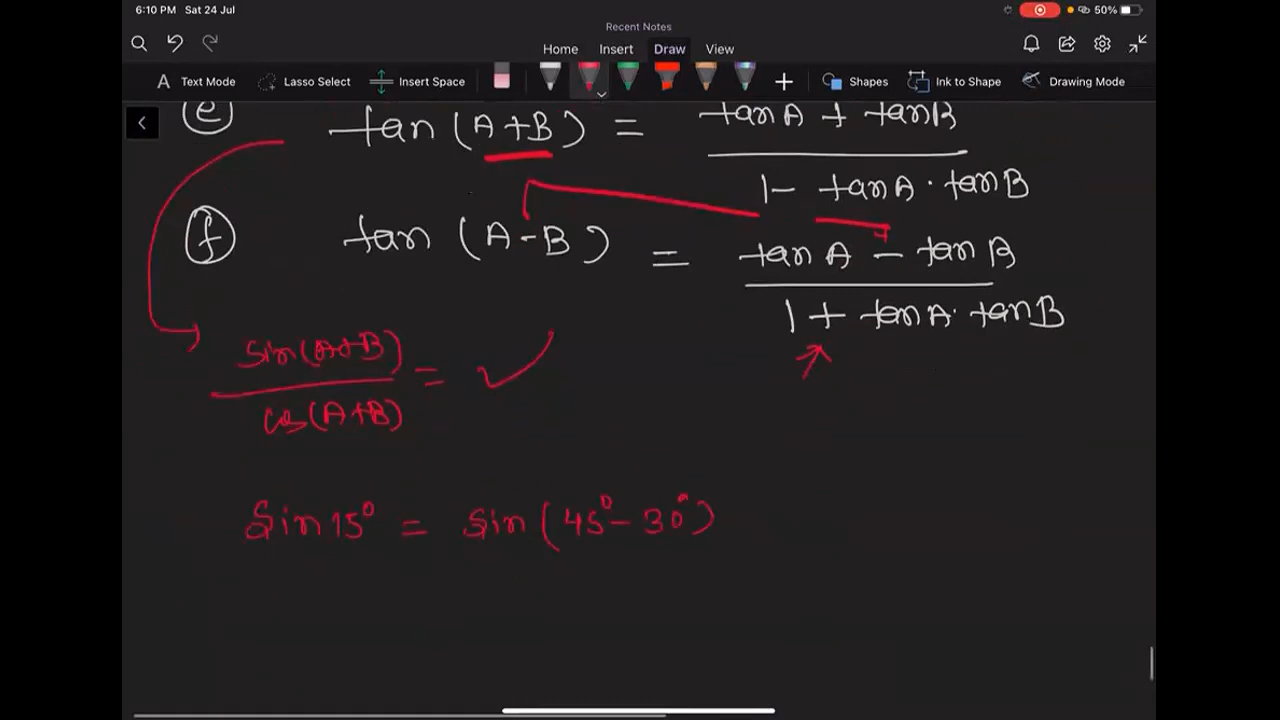 6:10 PM Sat 24 Jul
50%
Recent Notes
Home Insert Draw View
Text Mode Lasso Select Insert Space Shapes Ink to Shape Drawing Mode
(e) tan (A+B) = tanA + tanB / 1 - tanA · tanB
(f) tan (A-B) = tanA - tanB / 1 + tanA · tanB
sin(A+B) / cos(A+B) = ✓
Sin 15° = Sin (45° - 30°)